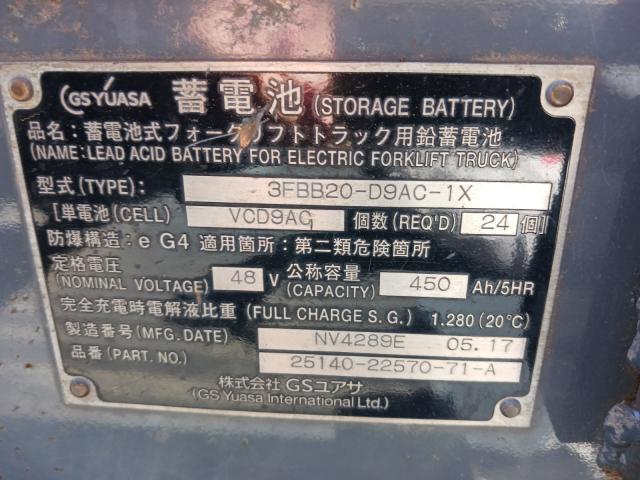 GS YUASA 蓄電池 (STORAGE BATTERY)
品名：蓄電池式フォークリフトトラック用鉛蓄電池
(NAME: LEAD ACID BATTERY FOR ELECTRIC FORKLIFT TRUCK)
型式 (TYPE): 3FBB20-D9AC-1X
[単電池 (CELL) VCD9AC 個数 (REQ'D) 24 個]
防爆構造：e G4 適用箇所：第二類危険箇所
定格電圧 (NOMINAL VOLTAGE) 48 V 公称容量 (CAPACITY) 450 Ah/5HR
完全充電時電解液比重 (FULL CHARGE S. G.) 1.280 (20℃)
製造番号 (MFG. DATE) NV4289E 05.17
品番 (PART. NO.) 25140-22570-71-A
株式会社 GSユアサ
(GS Yuasa International Ltd.)